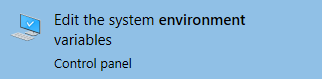 Edit the system environment
variables
Control panel